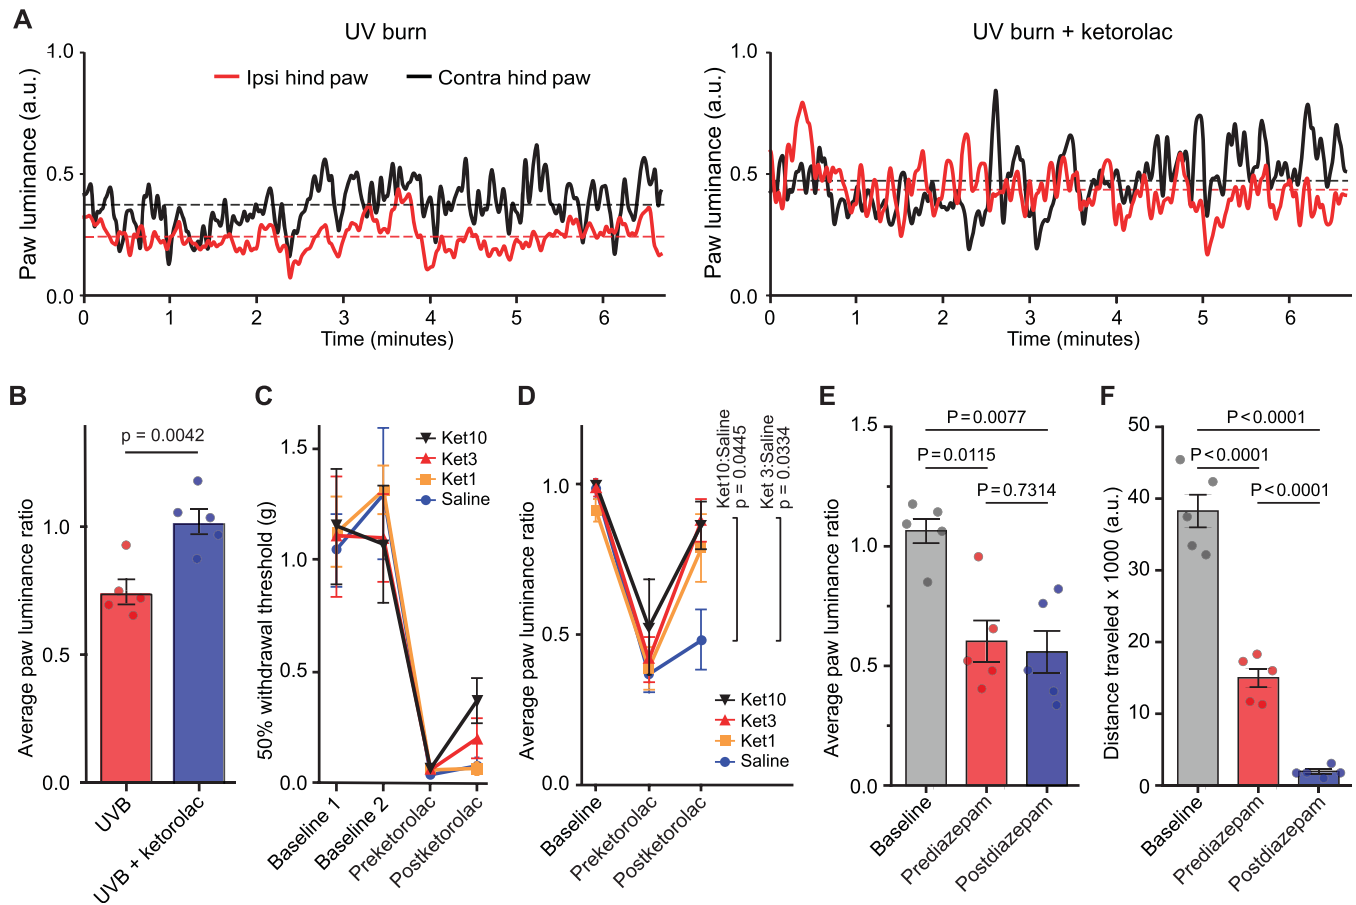 A
UV burn
UV burn + ketorolac
Ipsi hind paw
Contra hind paw
Paw luminance (a.u.)
1.0
0.5
0.0
0 1 2 3 4 5 6
Time (minutes)
Paw luminance (a.u.)
1.0
0.5
0.0
0 1 2 3 4 5 6
Time (minutes)
B
p = 0.0042
Average paw luminance ratio
1.0
0.5
0.0
UVB
UVB + ketorolac
C
50% withdrawal threshold (g)
1.5
1.0
0.5
0.0
Ket10
Ket3
Ket1
Saline
Baseline 1
Baseline 2
Preketorolac
Postketorolac
D
Average paw luminance ratio
1.0
0.5
0.0
Ket10:Saline
p = 0.0445
Ket 3:Saline
p = 0.0334
Ket10
Ket3
Ket1
Saline
Baseline
Preketorolac
Postketorolac
E
Average paw luminance ratio
1.5
1.0
0.5
0.0
P=0.0077
P=0.0115
P=0.7314
Baseline
Prediazepam
Postdiazepam
F
Distance traveled x 1000 (a.u.)
50
40
30
20
10
0
P<0.0001
P<0.0001
P<0.0001
Baseline
Prediazepam
Postdiazepam